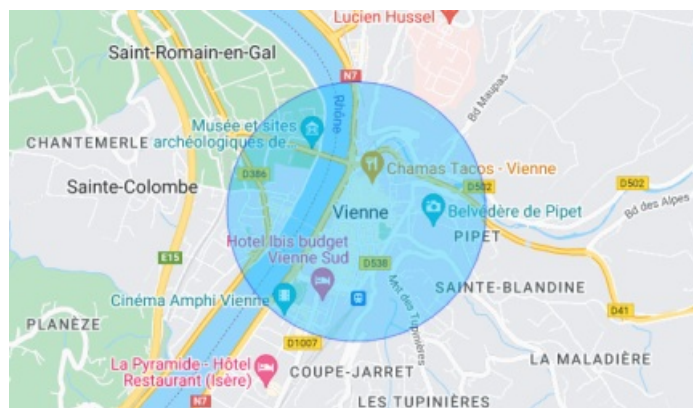 Lucien Hussel
Saint-Romain-en-Gal
N7
Rhône
Bd Maupas
Musée et sites
archéologiques de...
CHANTEMERLE
Chamas Tacos - Vienne
D386
D502
D502
Sainte-Colombe
Bd des Alpes
Vienne
Belvédère de Pipet
PIPET
Hotel Ibis budget
Vienne Sud
E15
D538
Mnt des Tupinières
SAINTE-BLANDINE
Cinéma Amphi Vienne
D41
PLANÈZE
D1007
La Pyramide - Hôtel
Restaurant (Isère)
COUPE-JARRET
LA MALADIÈRE
N7
LES TUPINIÈRES